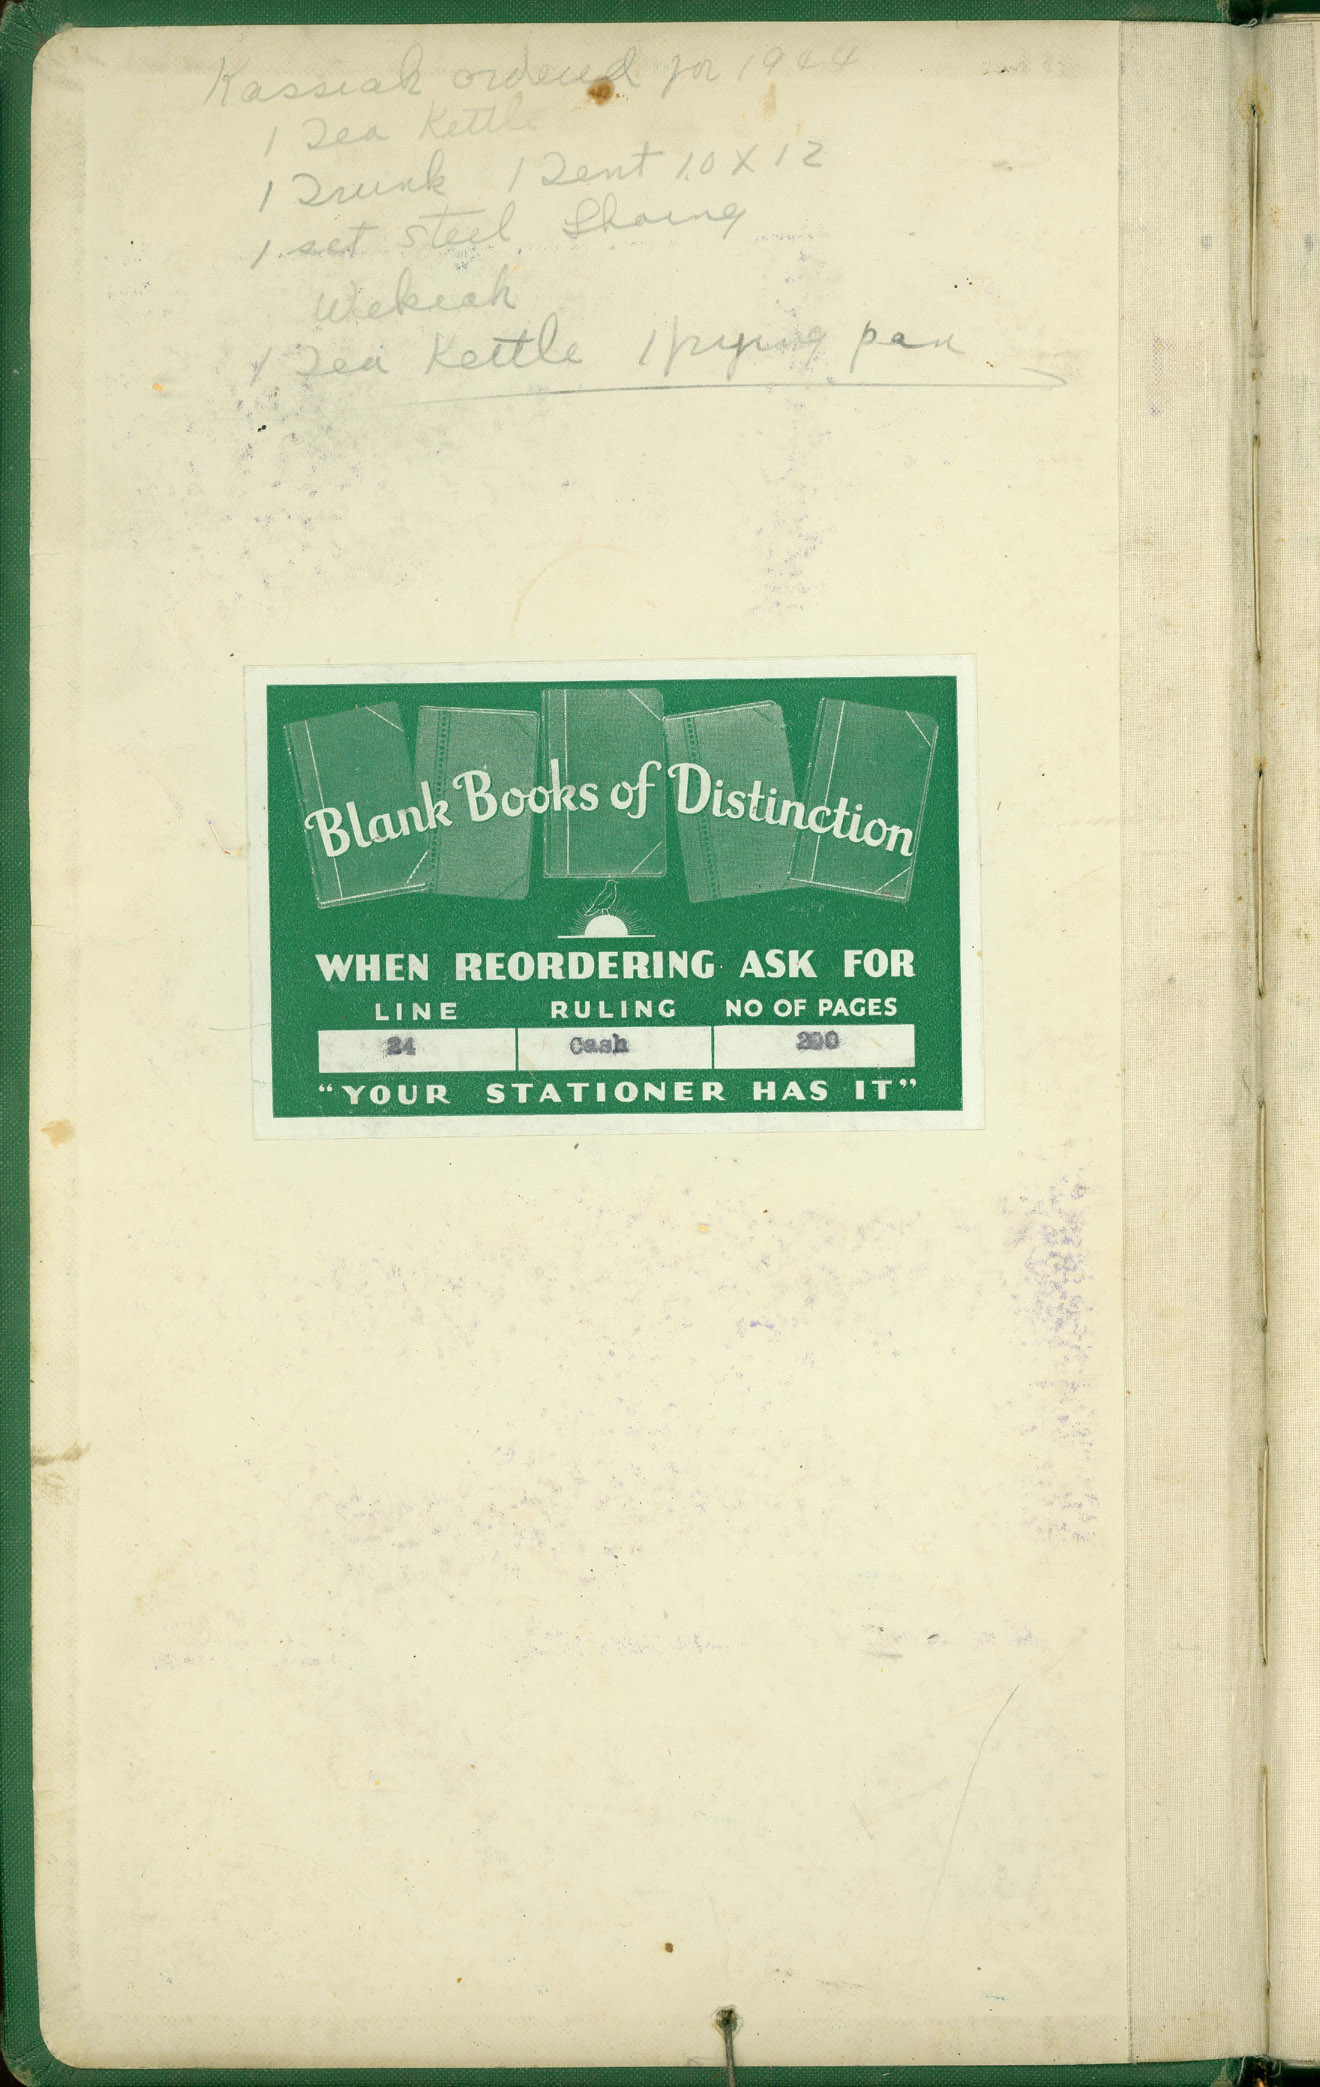 Kassiak ordered for 1944
1 Tea Kettle
1 Trunk 1 Tent 10 X 12
1 set steel Shoeing
Wekeah
1 Tea Kettle 1 frying pan
Blank Books of Distinction
WHEN REORDERING ASK FOR
LINE RULING NO OF PAGES
24 Cash 200
"YOUR STATIONER HAS IT"